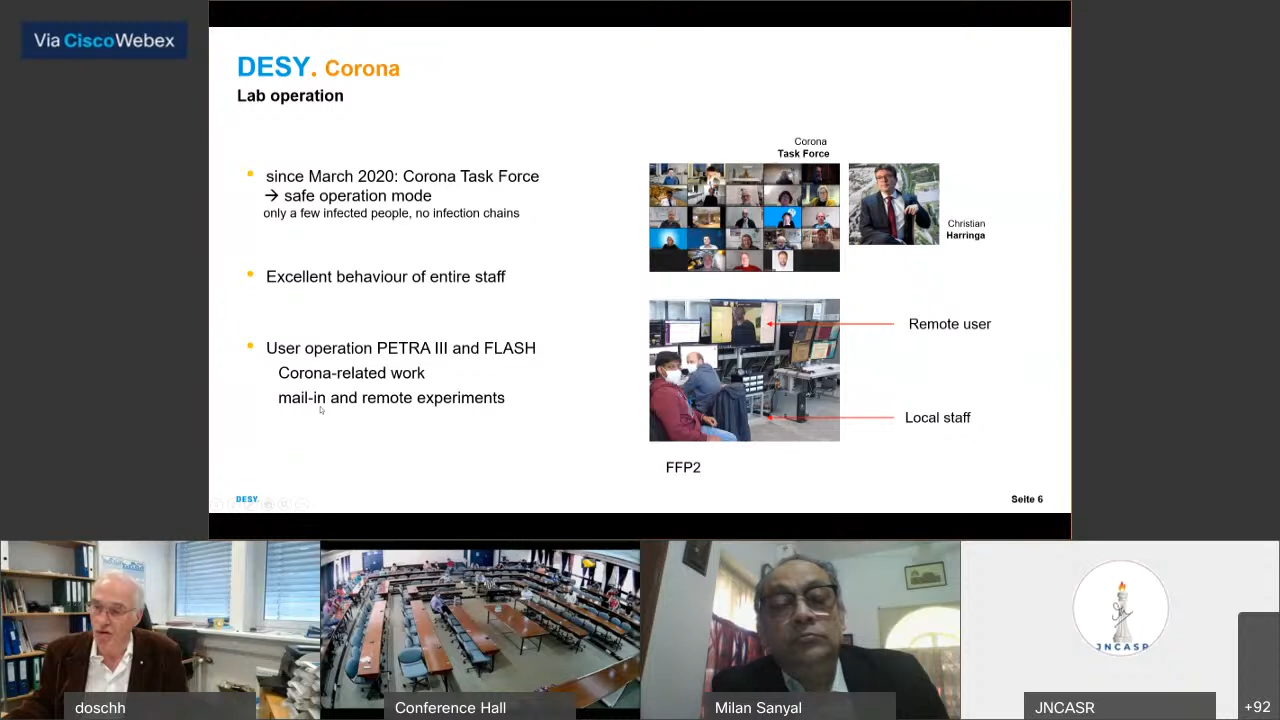 Via Cisco Webex
DESY. Corona
Lab operation
Corona
Task Force
since March 2020: Corona Task Force
→ safe operation mode
only a few infected people, no infection chains
Christian
Harringa
Excellent behaviour of entire staff
Remote user
User operation PETRA III and FLASH
Corona-related work
mail-in and remote experiments
Local staff
FFP2
DESY.
Seite 6
JNCASR
doschh
Conference Hall
Milan Sanyal
JNCASR
+92